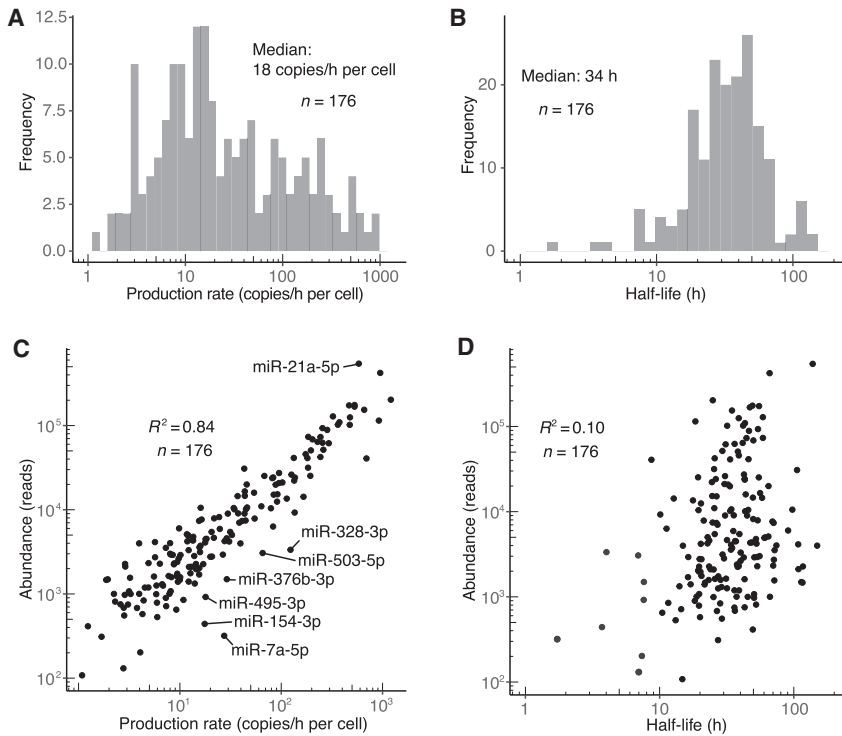 A
12.5
10.0
7.5
5.0
2.5
0.0
Frequency
Median:
18 copies/h per cell
n = 176
1 10 100 1000
Production rate (copies/h per cell)
B
20
10
0
Frequency
Median: 34 h
n = 176
1 10 100
Half-life (h)
C
10⁵
10⁴
10³
10²
Abundance (reads)
R² = 0.84
n = 176
miR-21a-5p
miR-328-3p
miR-503-5p
miR-376b-3p
miR-495-3p
miR-154-3p
miR-7a-5p
10¹ 10² 10³
Production rate (copies/h per cell)
D
10⁵
10⁴
10³
10²
Abundance (reads)
R² = 0.10
n = 176
1 10 100
Half-life (h)